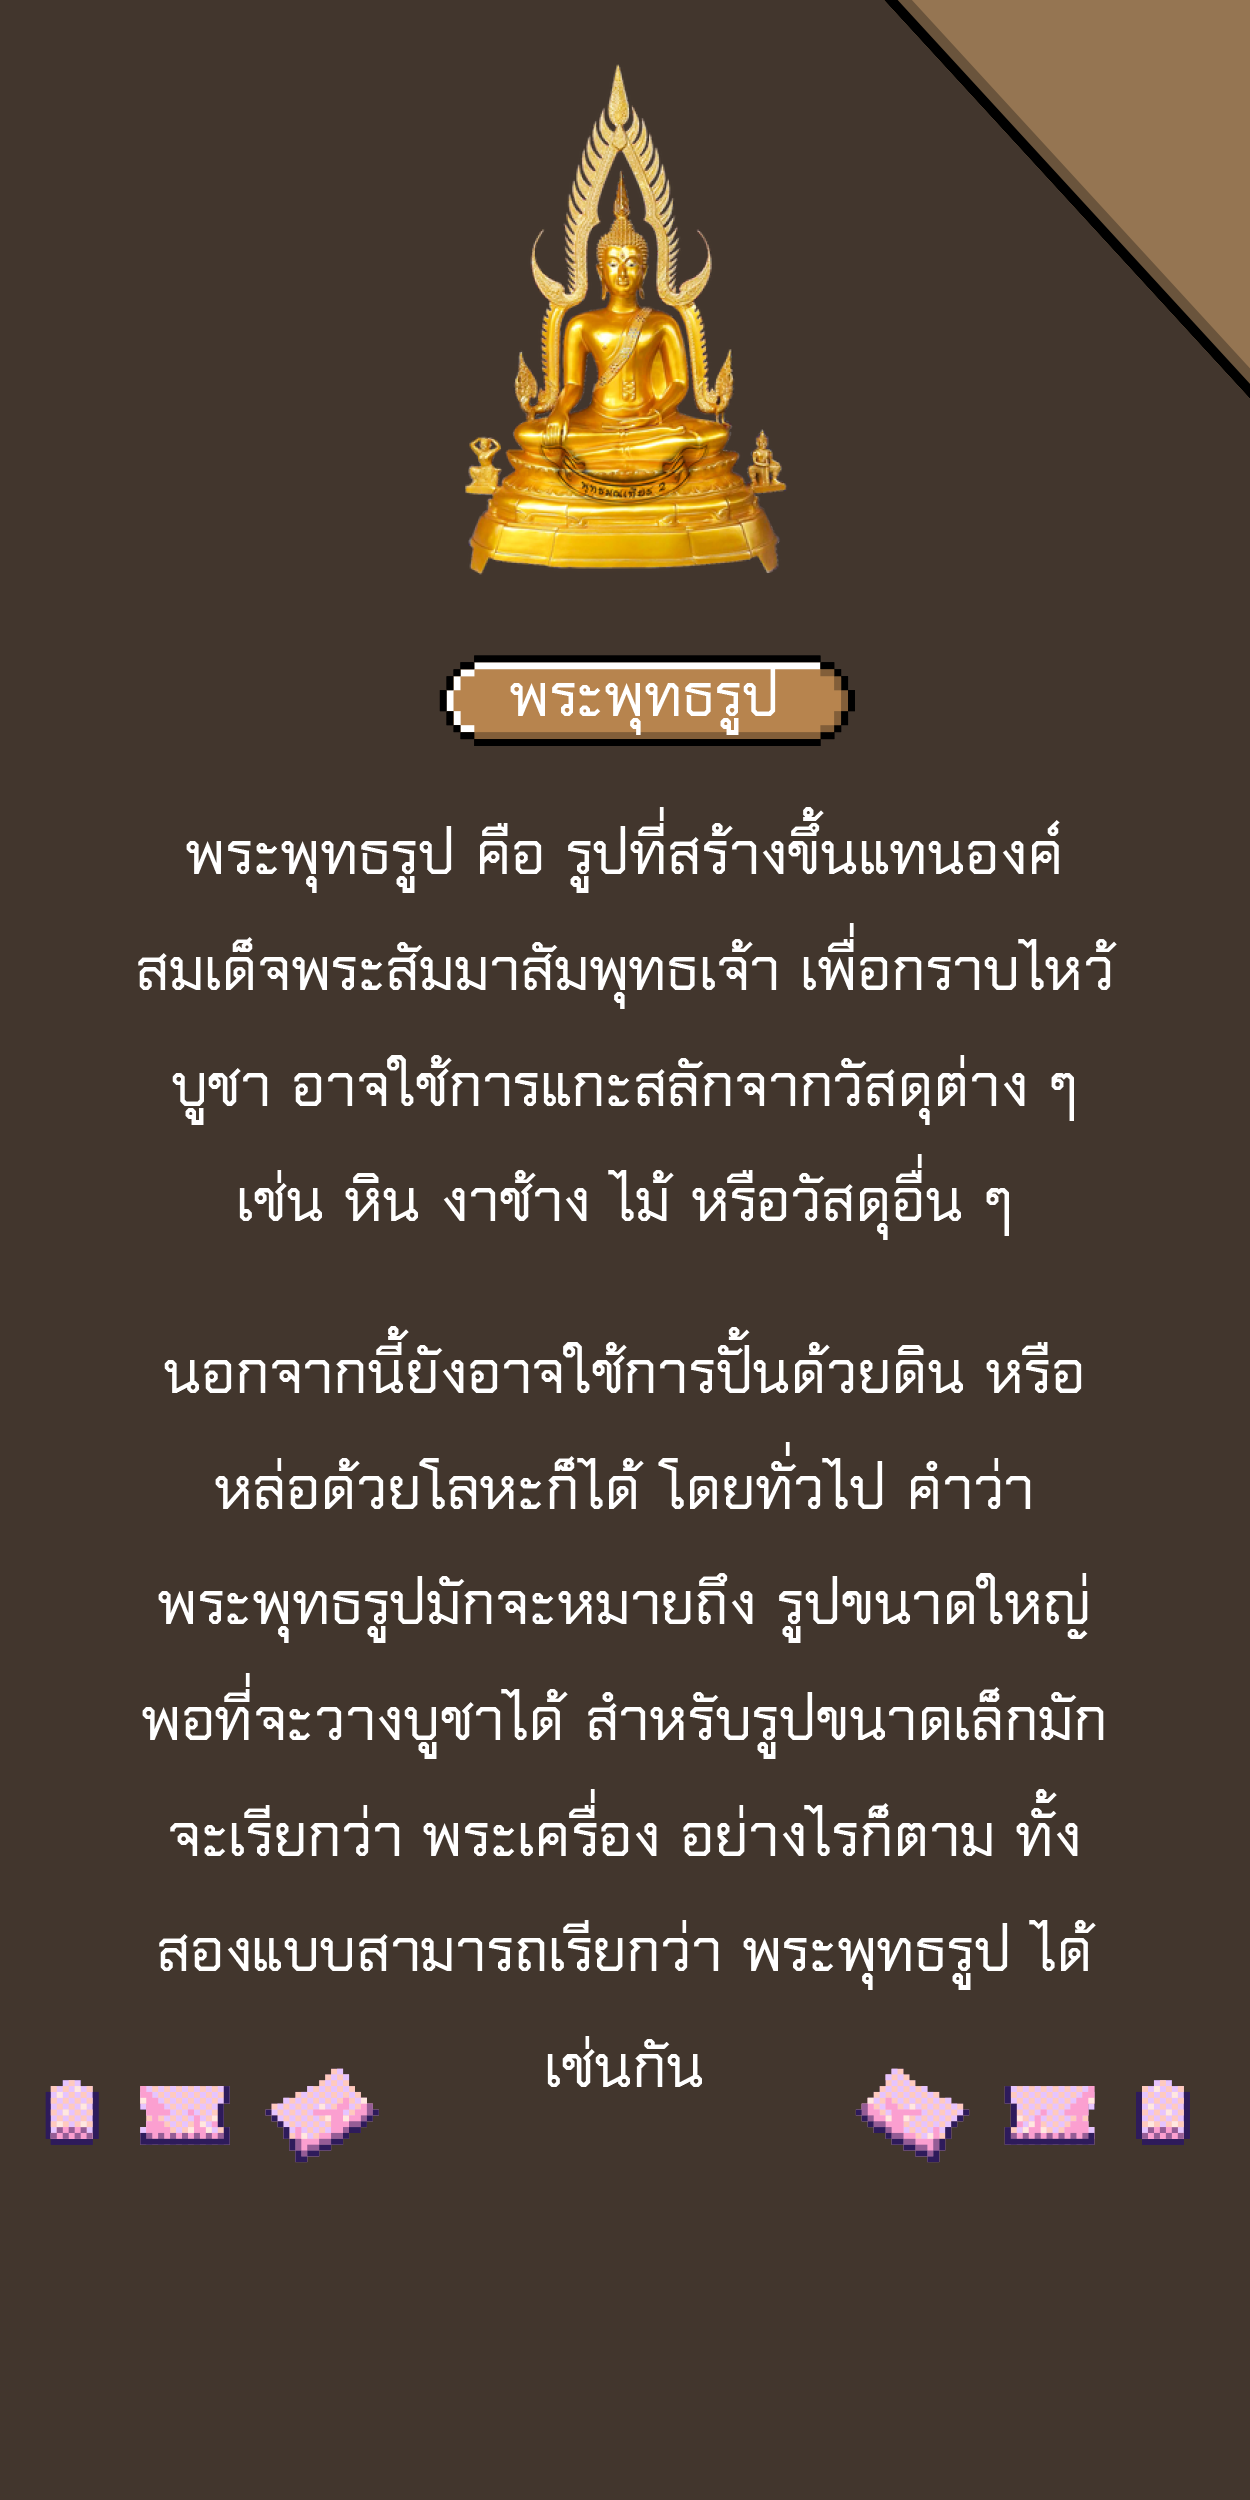 พุทธมณเฑียร 2
พระพุทธรูป
พระพุทธรูป คือ รูปที่สร้างขึ้นแทนองค์
สมเด็จพระสัมมาสัมพุทธเจ้า เพื่อกราบไหว้
บูชา อาจใช้การแกะสลักจากวัสดุต่าง ๆ
เช่น หิน งาช้าง ไม้ หรือวัสดุอื่น ๆ
นอกจากนี้ยังอาจใช้การปั้นด้วยดิน หรือ
หล่อด้วยโลหะก็ได้ โดยทั่วไป คำว่า
พระพุทธรูปมักจะหมายถึง รูปขนาดใหญ่
พอที่จะวางบูชาได้ สำหรับรูปขนาดเล็กมัก
จะเรียกว่า พระเครื่อง อย่างไรก็ตาม ทั้ง
สองแบบสามารถเรียกว่า พระพุทธรูป ได้
เช่นกัน